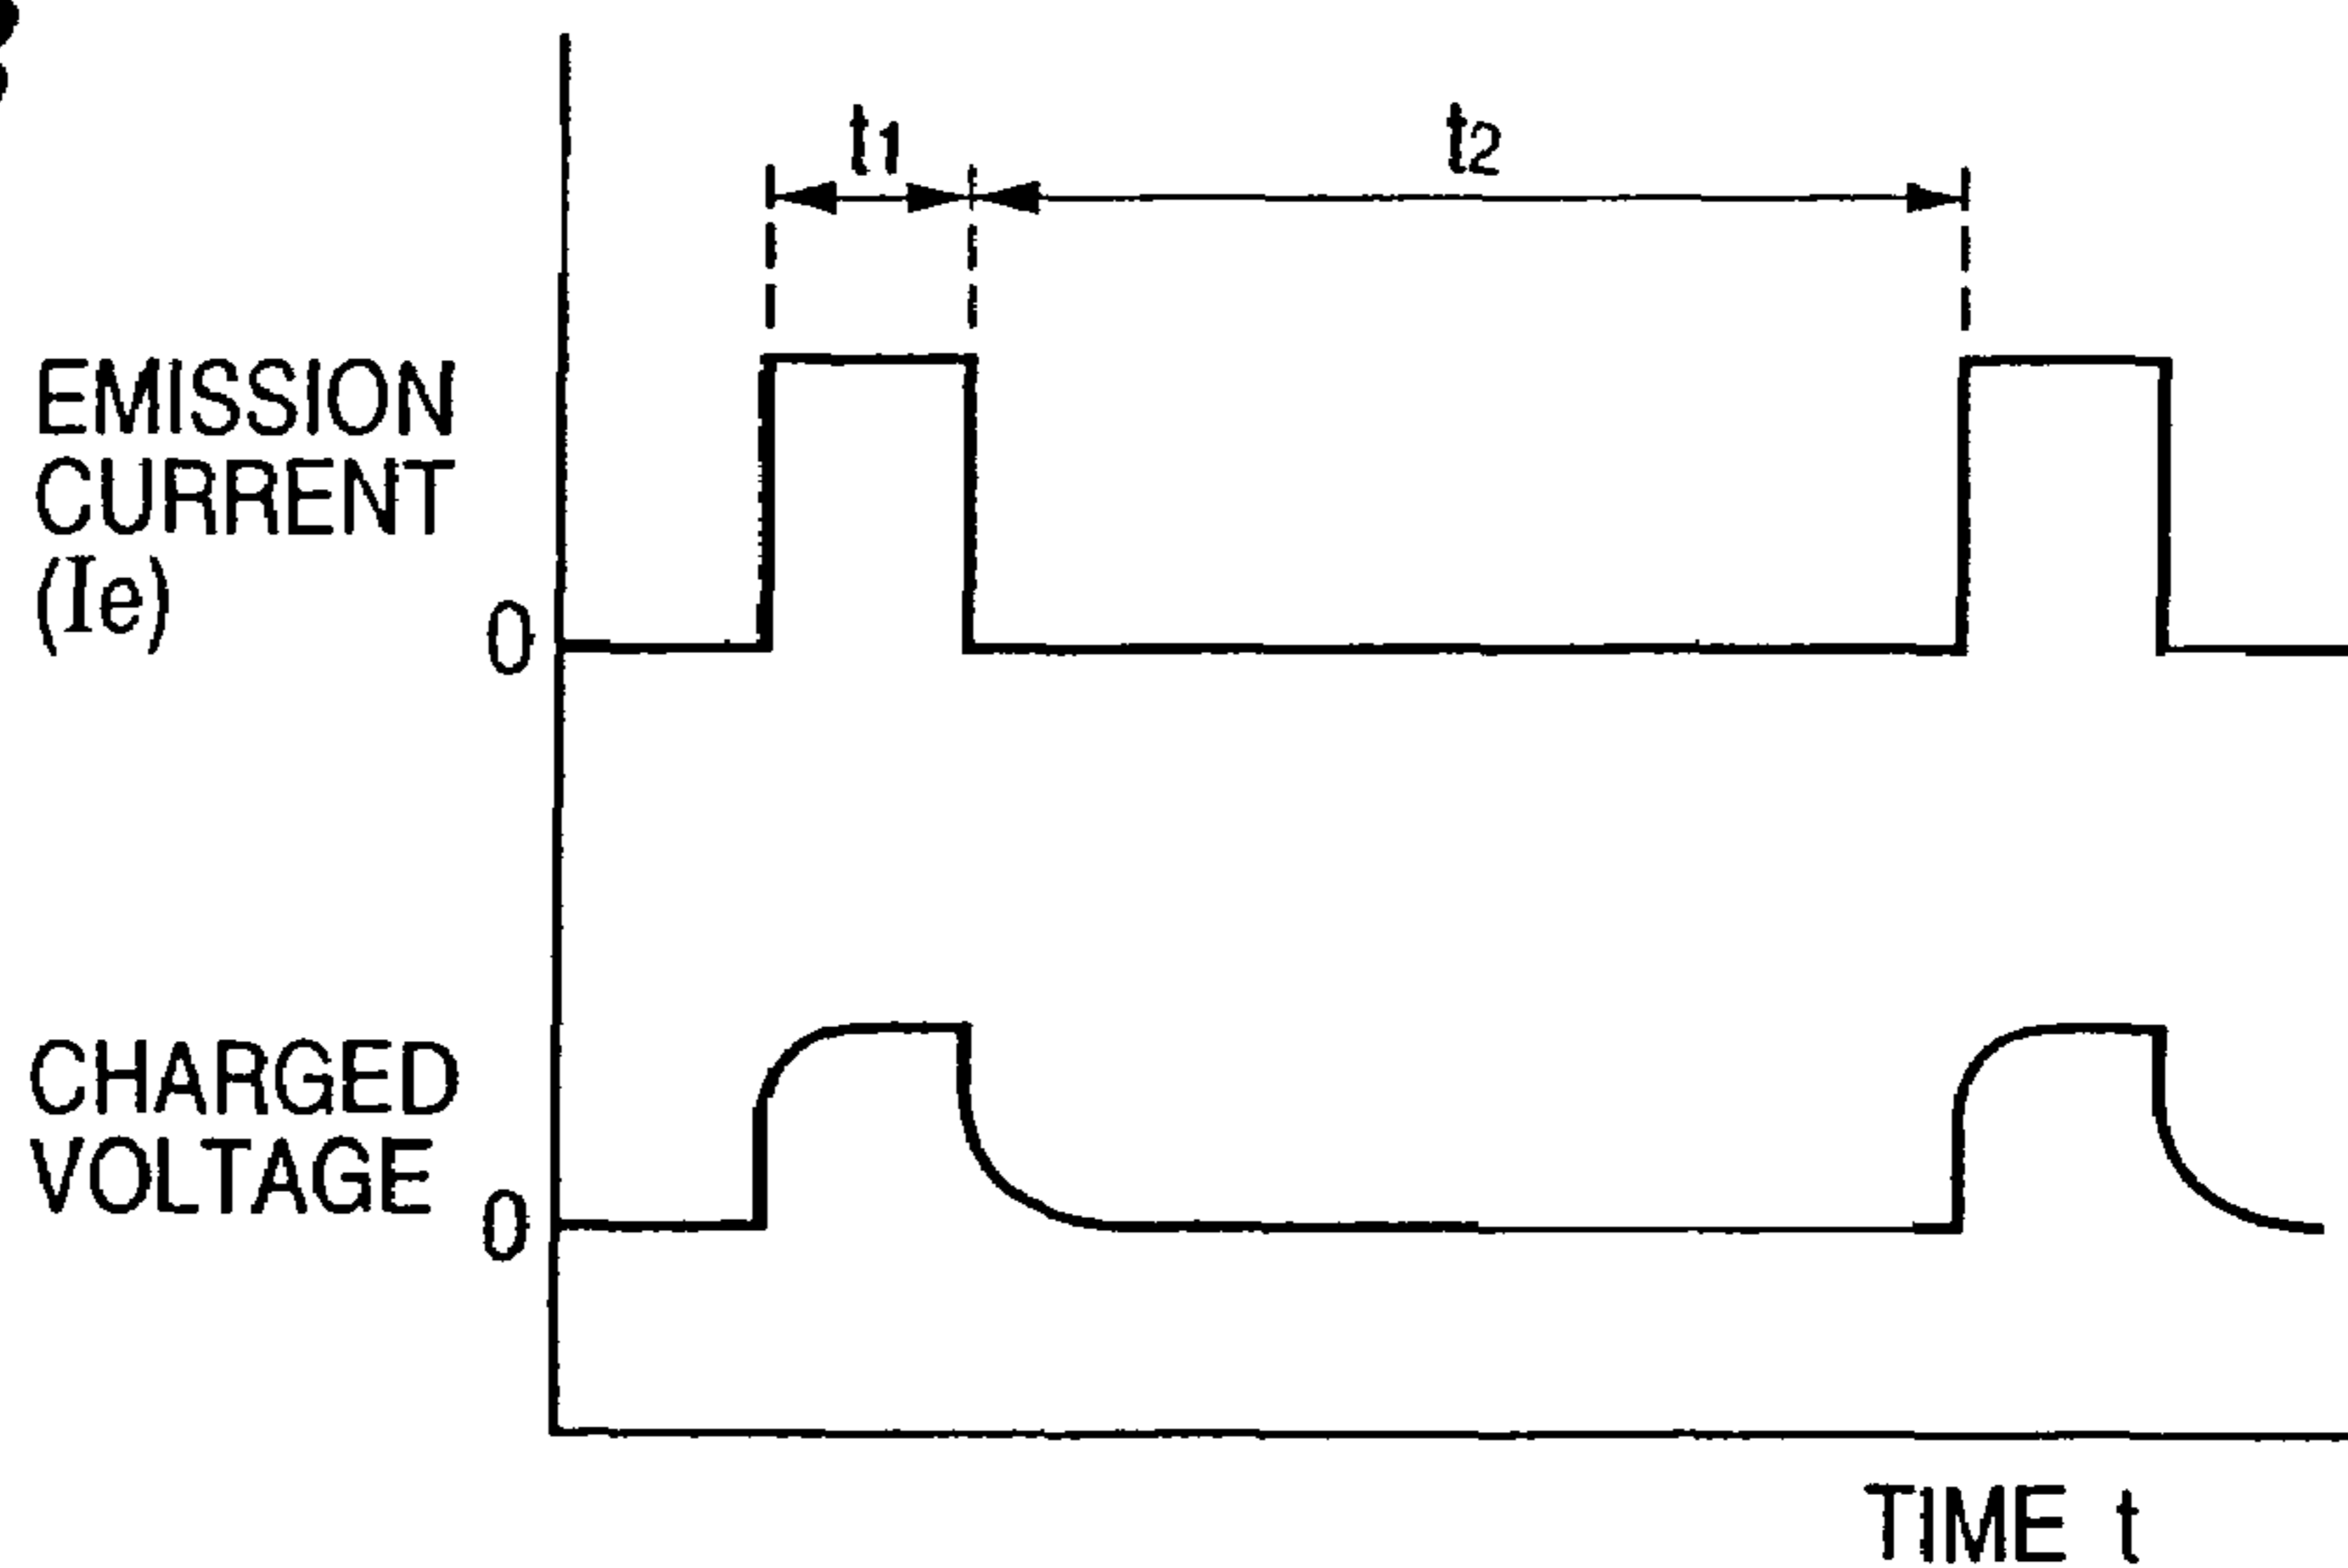 t1
t2
EMISSION
CURRENT
(Ie)
0
CHARGED
VOLTAGE
0
TIME t